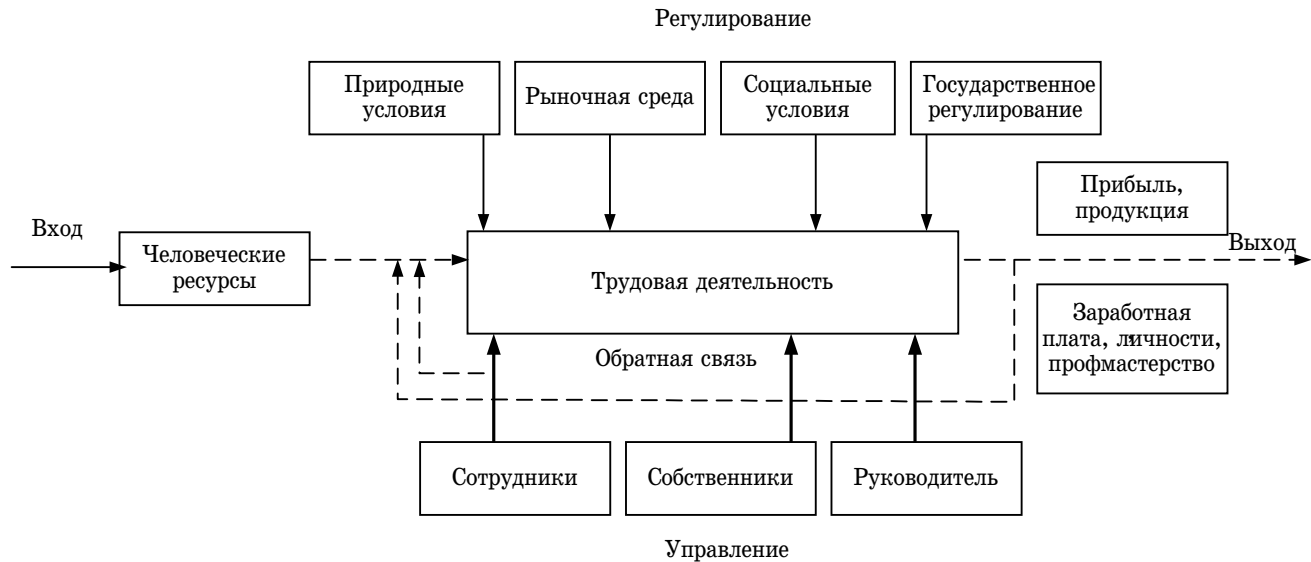 Регулирование
Природные
условия
Рыночная среда
Социальные
условия
Государственное
регулирование
Прибыль,
продукция
Вход
Выход
Человеческие
ресурсы
Трудовая деятельность
Заработная
плата, личности,
профмастерство
Обратная связь
Сотрудники
Собственники
Руководитель
Управление